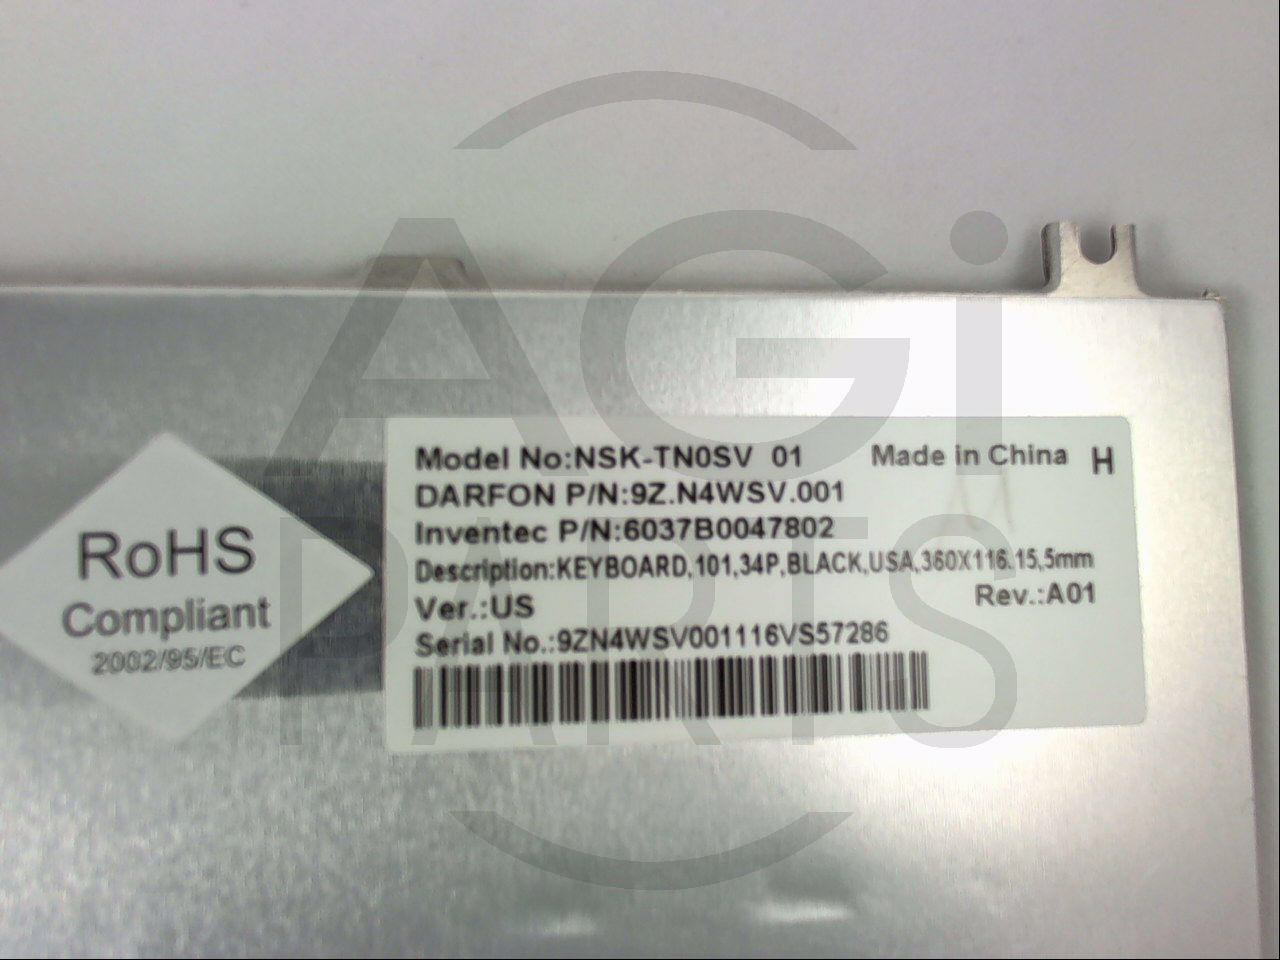 AGi
PARTS
Model No:NSK-TN0SV 01 Made in China H
DARFON P/N:9Z.N4WSV.001
Inventec P/N:6037B0047802
Description:KEYBOARD,101,34P,BLACK,USA,360X116.15,5mm
Ver.:US Rev.:A01
Serial No.:9ZN4WSV001116VS57286
RoHS
Compliant
2002/95/EC